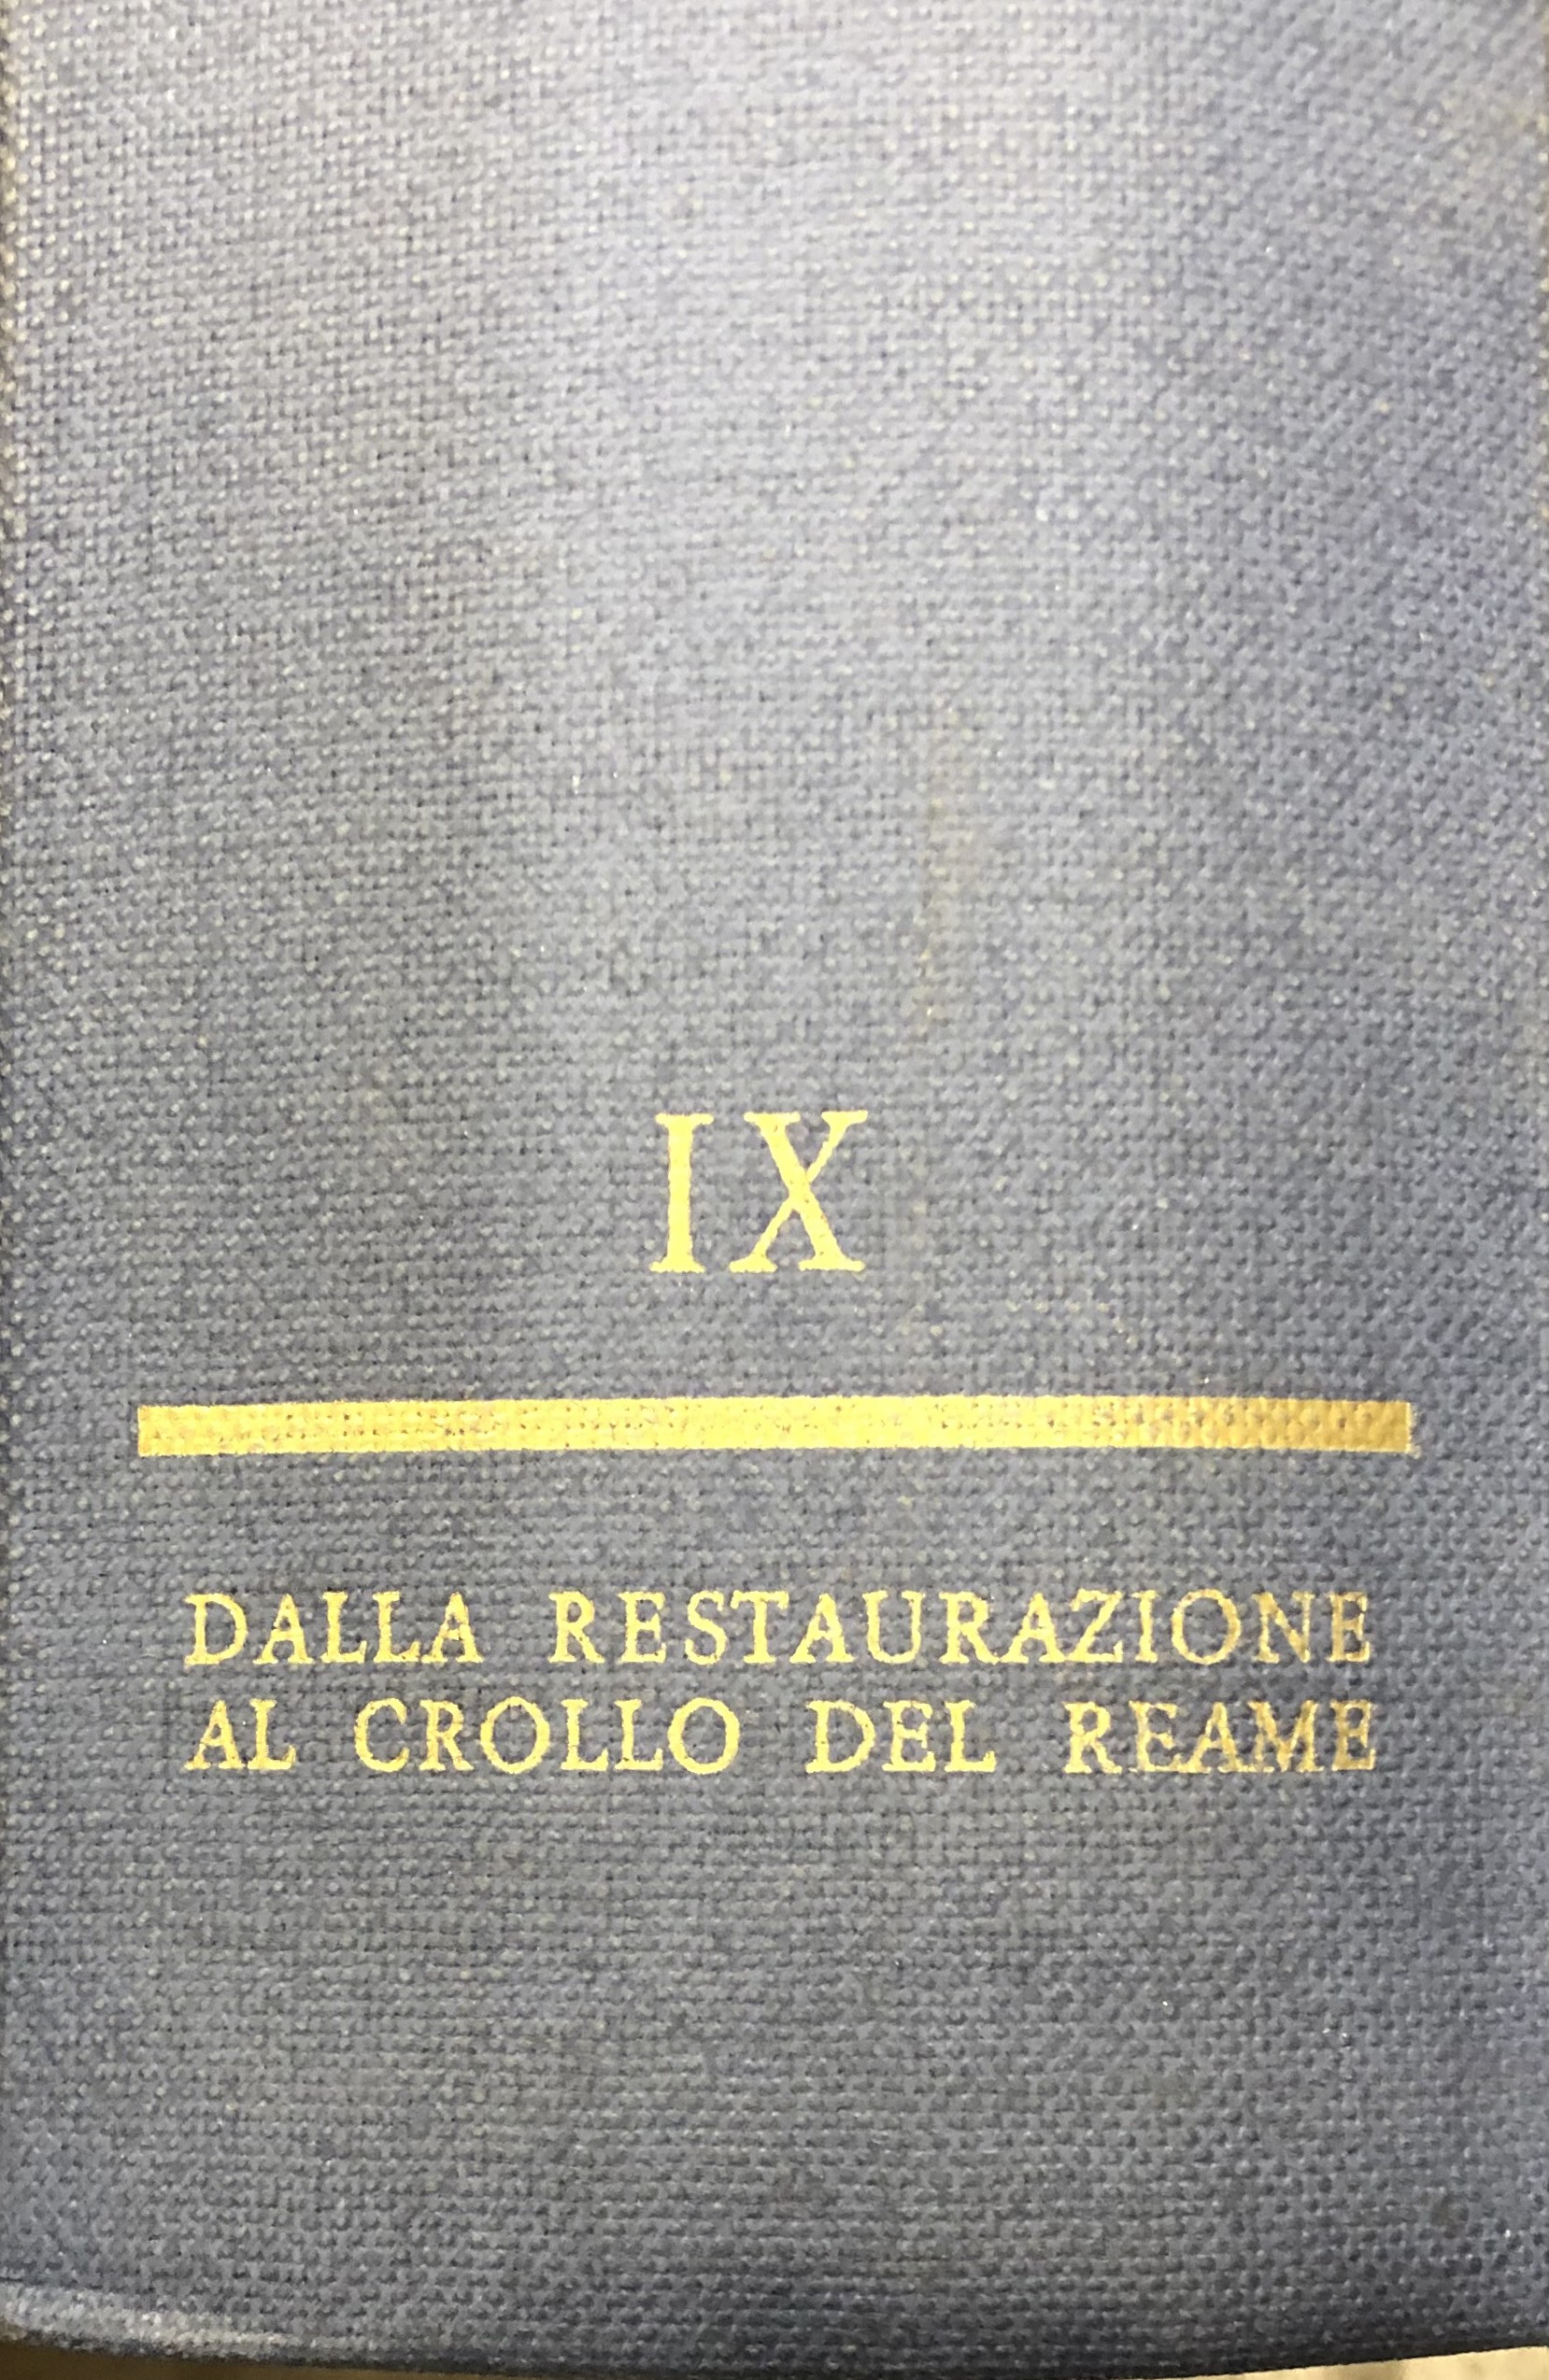 IX
DALLA RESTAURAZIONE
AL CROLLO DEL REAME